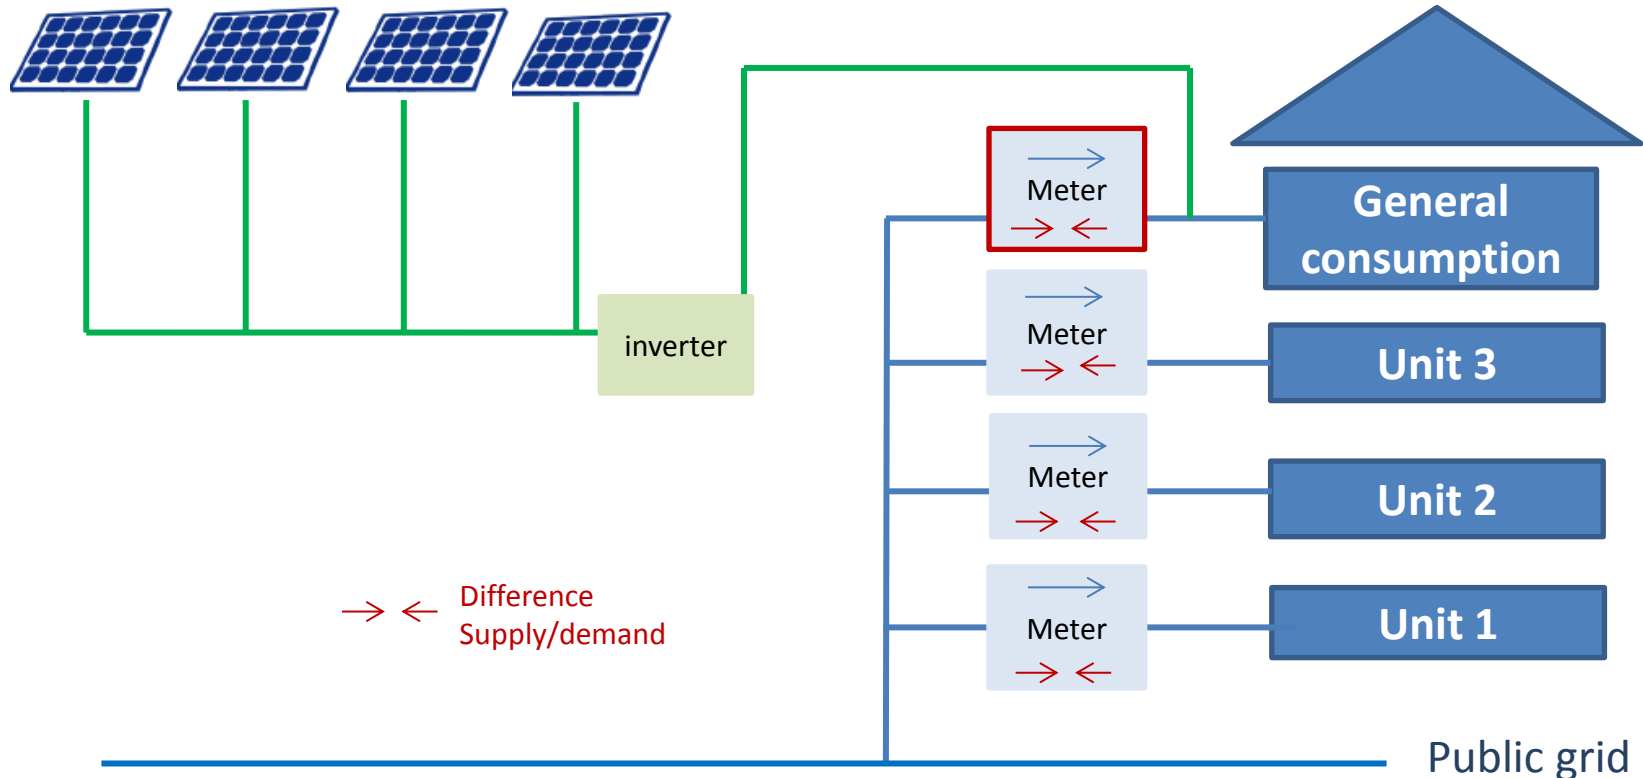 Meter
General
consumption
inverter
Meter
Unit 3
Meter
Unit 2
Difference
Supply/demand
Meter
Unit 1
Public grid